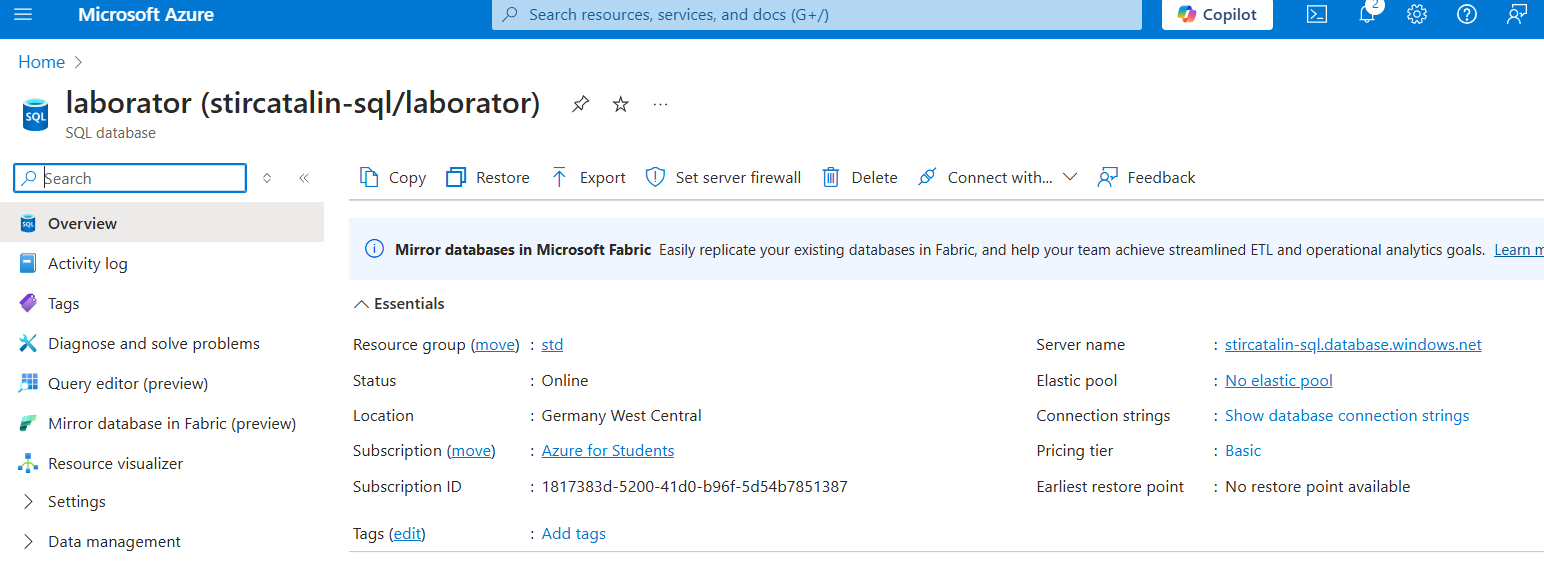 Microsoft Azure
Search resources, services, and docs (G+/)
Copilot
2
Home
laborator (stircatalin-sql/laborator)
SQL
SQL database
Search
Copy
Restore
Export
Set server firewall
Delete
Connect with...
Feedback
SQL
Overview
Activity log
Tags
Diagnose and solve problems
Query editor (preview)
Mirror database in Fabric (preview)
Resource visualizer
Settings
Data management
Mirror databases in Microsoft Fabric Easily replicate your existing databases in Fabric, and help your team achieve streamlined ETL and operational analytics goals. Learn m
Essentials
Resource group (move) : std
Status : Online
Location : Germany West Central
Subscription (move) : Azure for Students
Subscription ID : 1817383d-5200-41d0-b96f-5d54b7851387
Server name : stircatalin-sql.database.windows.net
Elastic pool : No elastic pool
Connection strings : Show database connection strings
Pricing tier : Basic
Earliest restore point : No restore point available
Tags (edit) : Add tags